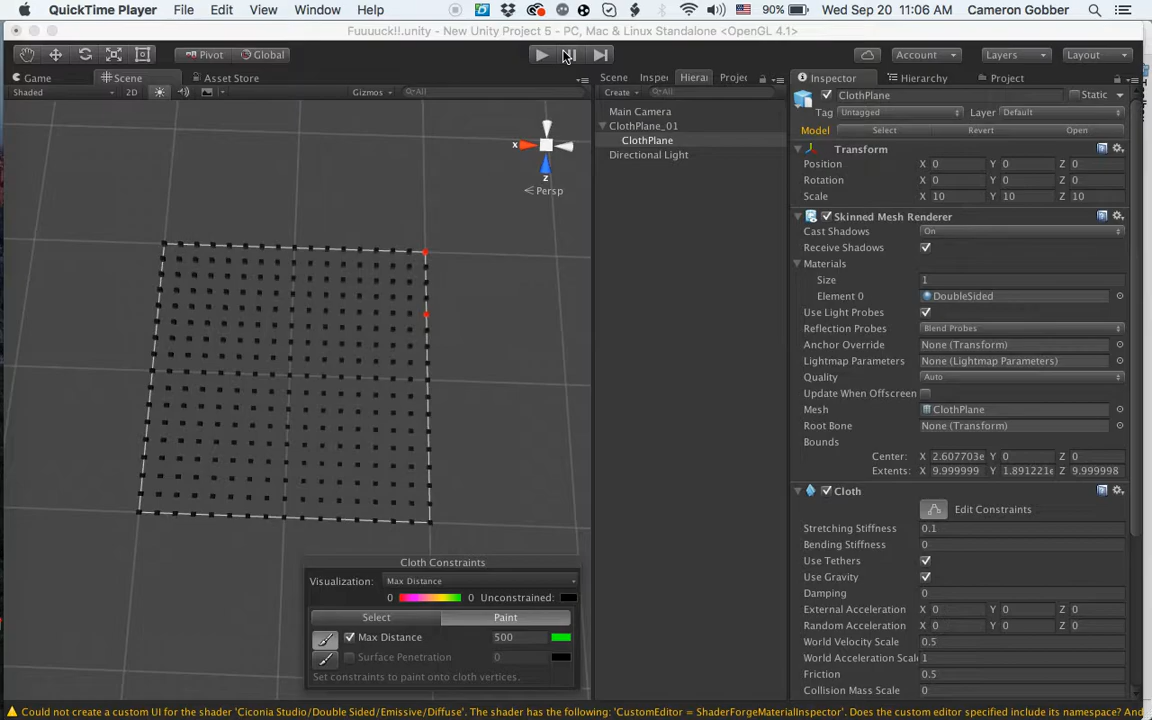 QuickTime Player File Edit View Window Help 90% Wed Sep 20 11:06 AM Cameron Gobber
Fuuuuck!!.unity - New Unity Project 5 - PC, Mac & Linux Standalone <OpenGL 4.1>
Pivot Global Account Layers Layout
Game Scene Asset Store Scene Inspe Hierar Projec Inspector Hierarchy Project
Shaded 2D Gizmos All Create All
Main Camera
ClothPlane_01
ClothPlane
Directional Light
x
z
Persp
Cloth Constraints
Visualization: Max Distance
0 0 Unconstrained:
Select Paint
Max Distance 500
Surface Penetration 0
Set constraints to paint onto cloth vertices.
ClothPlane Static
Tag Untagged Layer Default
Model Select Revert Open
Transform
Position X 0 Y 0 Z 0
Rotation X 0 Y 0 Z 0
Scale X 10 Y 10 Z 10
Skinned Mesh Renderer
Cast Shadows On
Receive Shadows
Materials
Size 1
Element 0 DoubleSided
Use Light Probes
Reflection Probes Blend Probes
Anchor Override None (Transform)
Lightmap Parameters None (Lightmap Parameters)
Quality Auto
Update When Offscreen
Mesh ClothPlane
Root Bone None (Transform)
Bounds
Center: X 2.607703e Y 0 Z 0
Extents: X 9.999999 Y 1.891221e Z 9.999998
Cloth
Edit Constraints
Stretching Stiffness 0.1
Bending Stiffness 0
Use Tethers
Use Gravity
Damping 0
External Acceleration X 0 Y 0 Z 0
Random Acceleration X 0 Y 0 Z 0
World Velocity Scale 0.5
World Acceleration Scal 1
Friction 0.5
Collision Mass Scale 0
Could not create a custom UI for the shader 'Ciconia Studio/Double Sided/Emissive/Diffuse'. The shader has the following: 'CustomEditor = ShaderForgeMaterialInspector'. Does the custom editor specified include your namespace? And